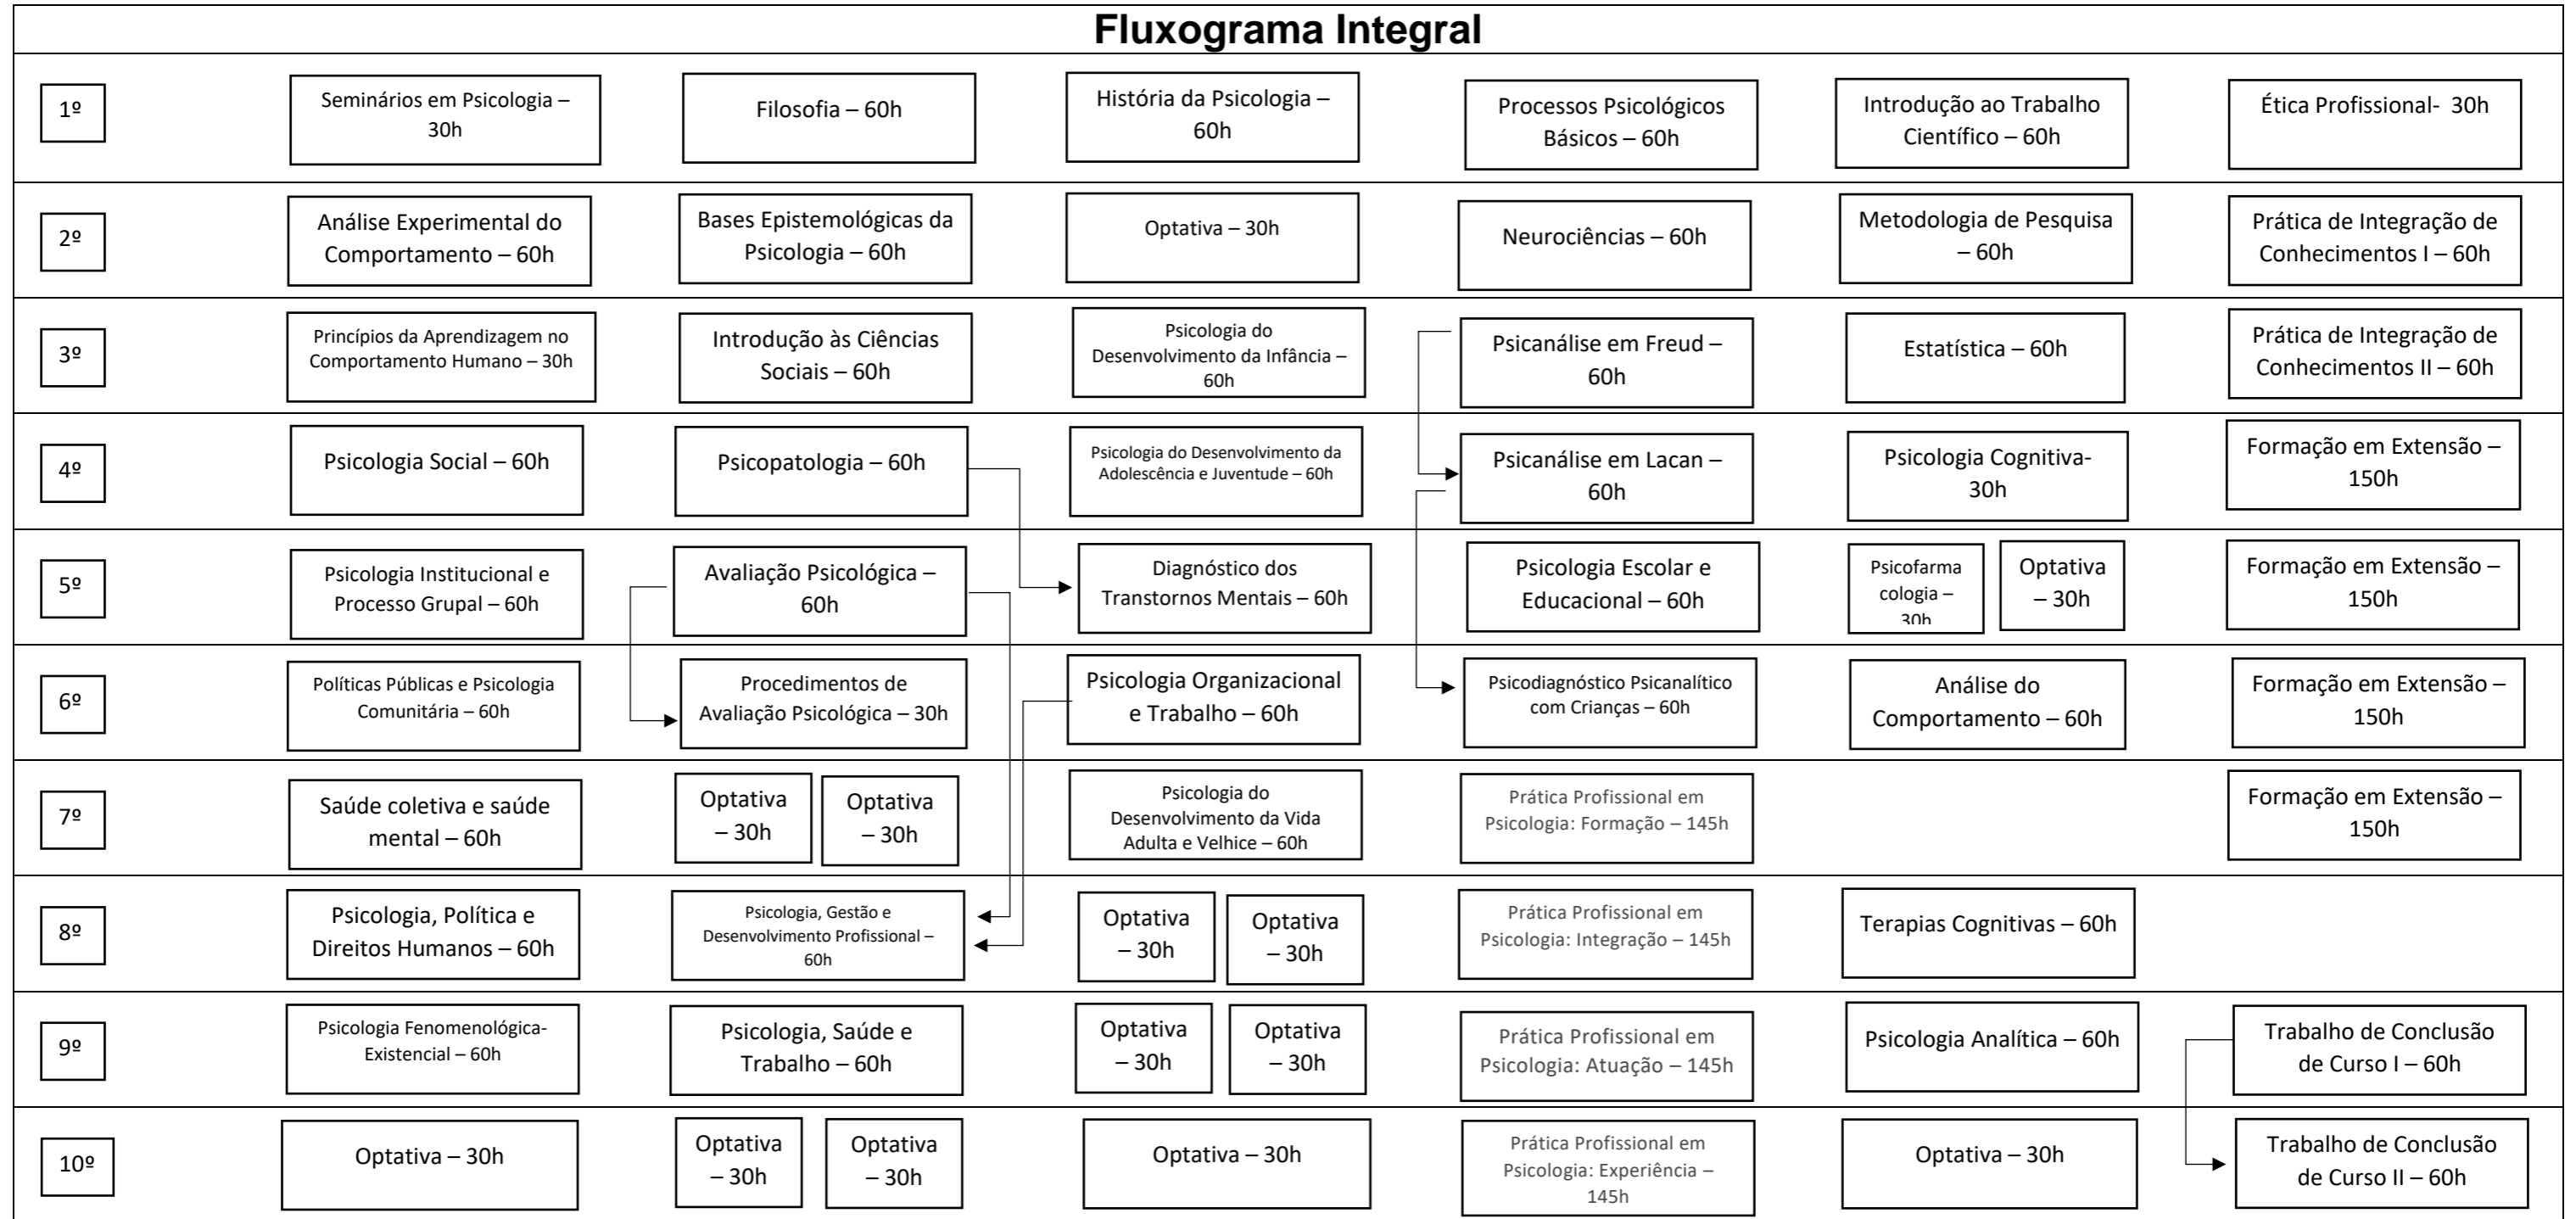 Fluxograma Integral
1º
Seminários em Psicologia –
30h
Filosofia – 60h
História da Psicologia –
60h
Processos Psicológicos
Básicos – 60h
Introdução ao Trabalho
Científico – 60h
Ética Profissional- 30h
2º
Análise Experimental do
Comportamento – 60h
Bases Epistemológicas da
Psicologia – 60h
Optativa – 30h
Neurociências – 60h
Metodologia de Pesquisa
– 60h
Prática de Integração de
Conhecimentos I – 60h
3º
Princípios da Aprendizagem no
Comportamento Humano – 30h
Introdução às Ciências
Sociais – 60h
Psicologia do
Desenvolvimento da Infância –
60h
Psicanálise em Freud –
60h
Estatística – 60h
Prática de Integração de
Conhecimentos II – 60h
4º
Psicologia Social – 60h
Psicopatologia – 60h
Psicologia do Desenvolvimento da
Adolescência e Juventude – 60h
Psicanálise em Lacan –
60h
Psicologia Cognitiva-
30h
Formação em Extensão –
150h
5º
Psicologia Institucional e
Processo Grupal – 60h
Avaliação Psicológica –
60h
Diagnóstico dos
Transtornos Mentais – 60h
Psicologia Escolar e
Educacional – 60h
Psicofarma
cologia –
30h
Optativa
– 30h
Formação em Extensão –
150h
6º
Políticas Públicas e Psicologia
Comunitária – 60h
Procedimentos de
Avaliação Psicológica – 30h
Psicologia Organizacional
e Trabalho – 60h
Psicodiagnóstico Psicanalítico
com Crianças – 60h
Análise do
Comportamento – 60h
Formação em Extensão –
150h
7º
Saúde coletiva e saúde
mental – 60h
Optativa
– 30h
Optativa
– 30h
Psicologia do
Desenvolvimento da Vida
Adulta e Velhice – 60h
Prática Profissional em
Psicologia: Formação – 145h
Formação em Extensão –
150h
8º
Psicologia, Política e
Direitos Humanos – 60h
Psicologia, Gestão e
Desenvolvimento Profissional –
60h
Optativa
– 30h
Optativa
– 30h
Prática Profissional em
Psicologia: Integração – 145h
Terapias Cognitivas – 60h
9º
Psicologia Fenomenológica-
Existencial – 60h
Psicologia, Saúde e
Trabalho – 60h
Optativa
– 30h
Optativa
– 30h
Prática Profissional em
Psicologia: Atuação – 145h
Psicologia Analítica – 60h
Trabalho de Conclusão
de Curso I – 60h
10º
Optativa – 30h
Optativa
– 30h
Optativa
– 30h
Optativa – 30h
Prática Profissional em
Psicologia: Experiência –
145h
Optativa – 30h
Trabalho de Conclusão
de Curso II – 60h